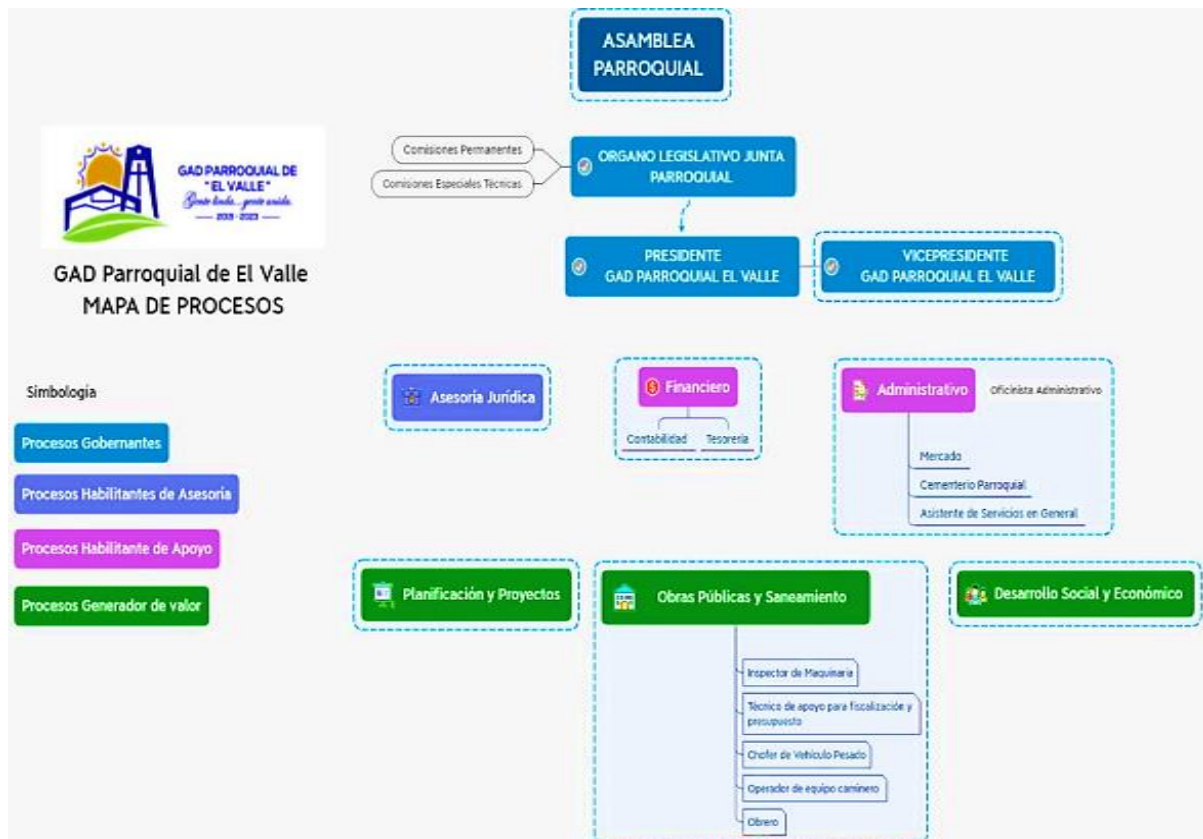 ASAMBLEA
PARROQUIAL
Comisiones Permanentes
Comisiones Especiales Técnicas
ORGANO LEGISLATIVO JUNTA
PARROQUIAL
GAD PARROQUIAL DE
"EL VALLE"
Gente linda... gente unida.
2019 - 2023
PRESIDENTE
GAD PARROQUIAL EL VALLE
VICEPRESIDENTE
GAD PARROQUIAL EL VALLE
GAD Parroquial de El Valle
MAPA DE PROCESOS
Simbología
Procesos Gobernantes
Procesos Habilitantes de Asesoría
Procesos Habilitante de Apoyo
Procesos Generador de valor
Asesoría Jurídica
Financiero
Contabilidad
Tesorería
Administrativo
Oficinista Administrativo
Mercado
Cementerio Parroquial
Asistente de Servicios en General
Planificación y Proyectos
Obras Públicas y Saneamiento
Inspector de Maquinaria
Técnico de apoyo para fiscalización y
presupuesto
Chofer de Vehículo Pesado
Operador de equipo caminero
Obrero
Desarrollo Social y Económico